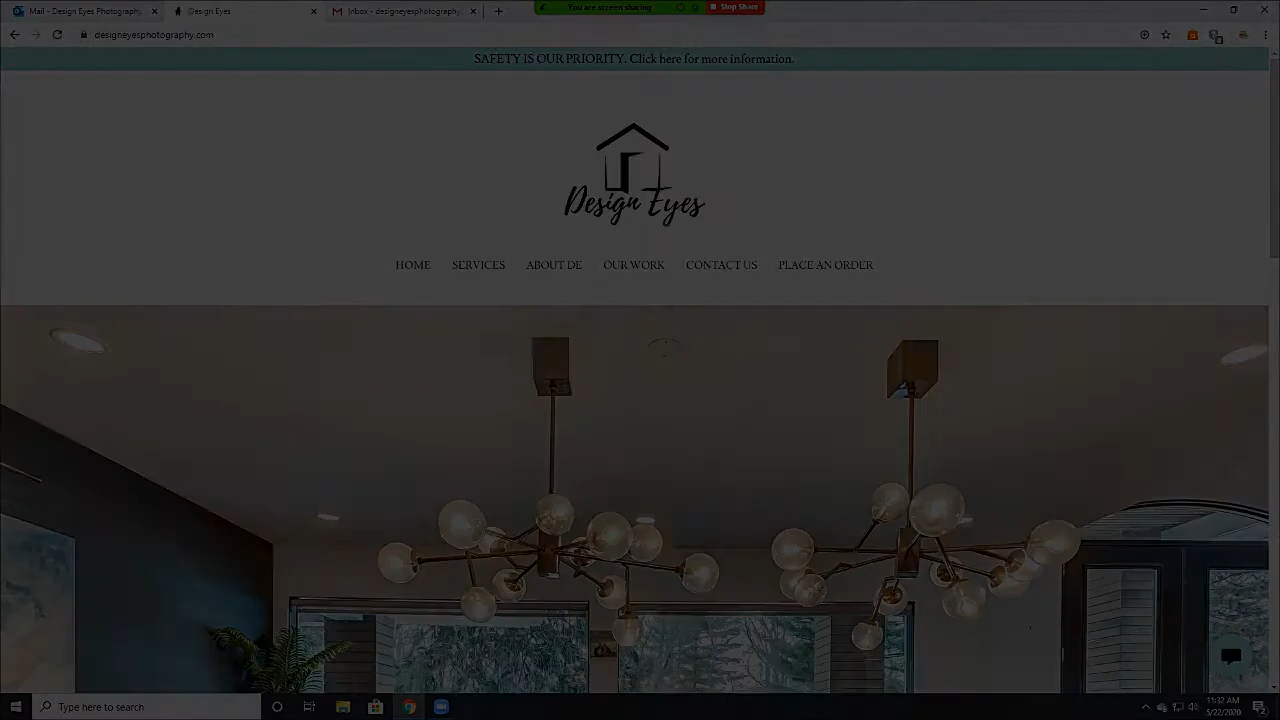 Mail - Design Eyes Photography
Design Eyes
Inbox - designeyesphotography
You are screen sharing
Stop Share
designeyesphotography.com
SAFETY IS OUR PRIORITY. Click here for more information.
Design Eyes
HOME SERVICES ABOUT DE OUR WORK CONTACT US PLACE AN ORDER
Type here to search
11:32 AM
5/22/2020
2